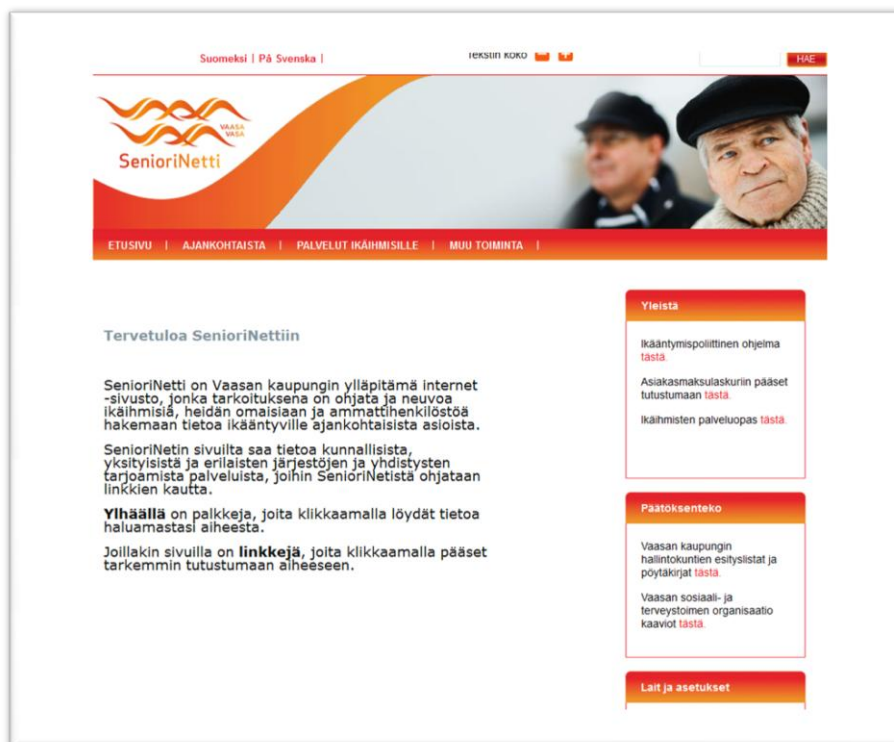 Suomeksi | På Svenska |
Tekstin koko
HAE
VAASA
VASA
SenioriNetti
ETUSIVU | AJANKOHTAISTA | PALVELUT IKÄIHMISILLE | MUU TOIMINTA |
Tervetuloa SenioriNettiin
SenioriNetti on Vaasan kaupungin ylläpitämä internet
-sivusto, jonka tarkoituksena on ohjata ja neuvoa
ikäihmisiä, heidän omaisiaan ja ammattihenkilöstöä
hakemaan tietoa ikääntyville ajankohtaisista asioista.
SenioriNetin sivuilta saa tietoa kunnallisista,
yksityisistä ja erilaisten järjestöjen ja yhdistysten
tarjoamista palveluista, joihin SenioriNetistä ohjataan
linkkien kautta.
Ylhäällä on palkkeja, joita klikkaamalla löydät tietoa
haluamastasi aiheesta.
Joillakin sivuilla on linkkejä, joita klikkaamalla pääset
tarkemmin tutustumaan aiheeseen.
Yleistä
Ikääntymispoliittinen ohjelma
tästä.
Asiakasmaksulaskuriin pääset
tutustumaan tästä.
Ikäihmisten palveluopas tästä.
Päätöksenteko
Vaasan kaupungin
hallintokuntien esityslistat ja
pöytäkirjat tästä.
Vaasan sosiaali- ja
terveystoimen organisaatio
kaaviot tästä.
Lait ja asetukset